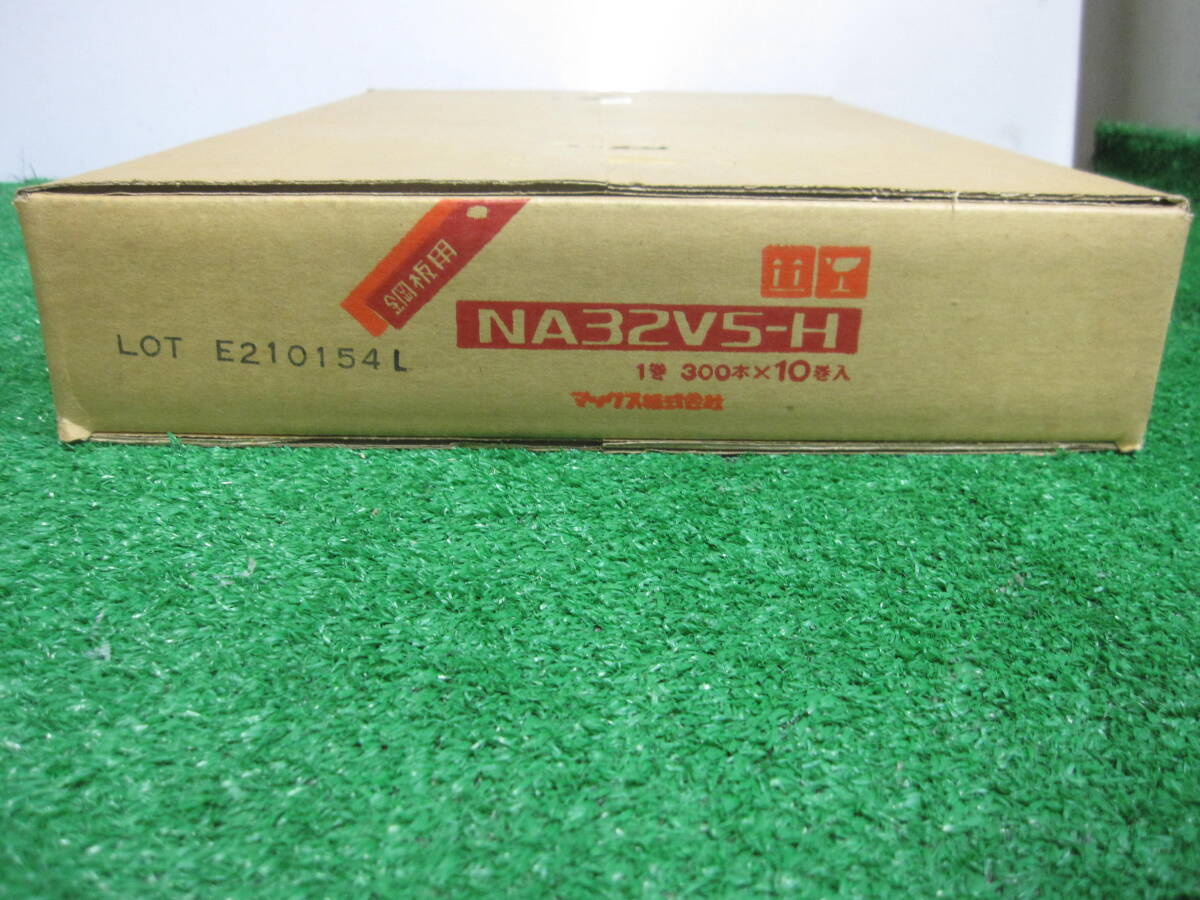 鋼板用
NA32V5-H
LOT E210154L
1巻 300本×10巻入
マックス株式会社